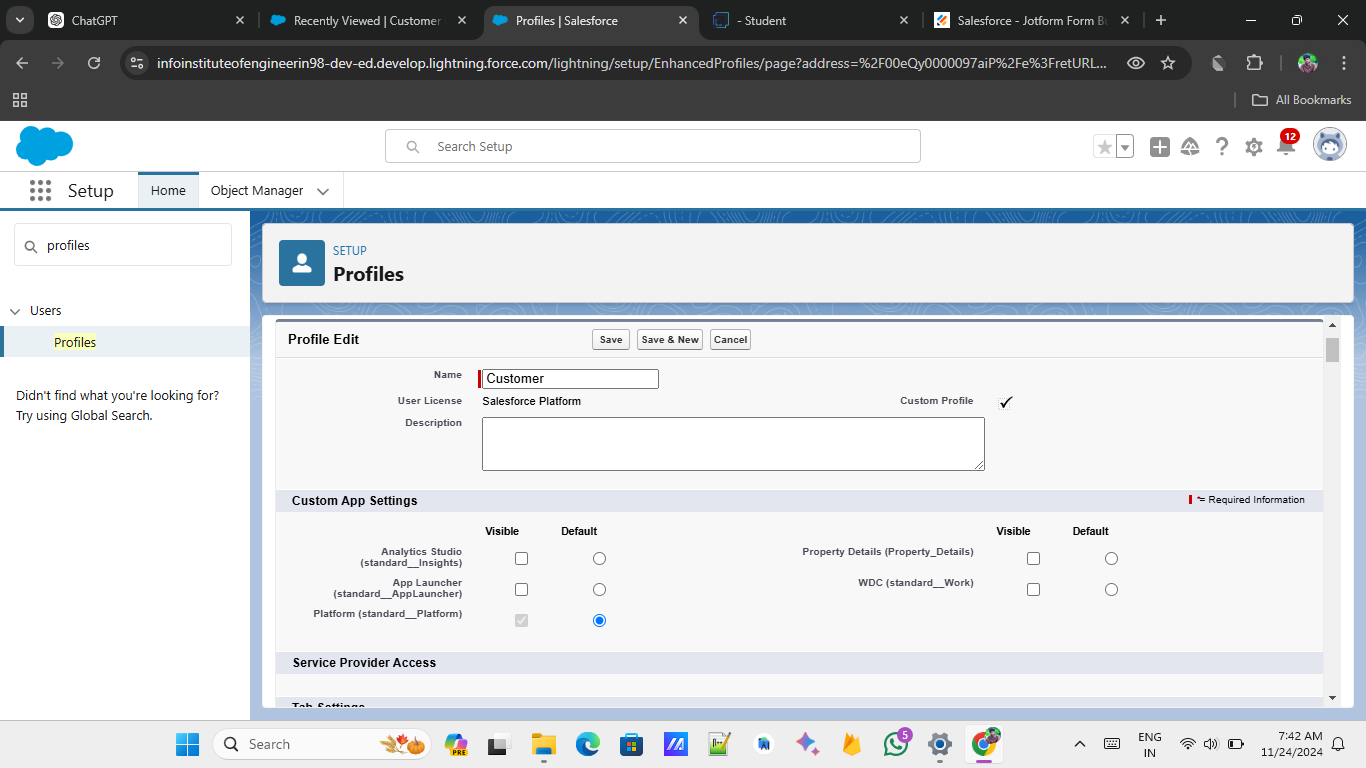 ChatGPT
Recently Viewed | Customer
Profiles | Salesforce
- Student
Salesforce - Jotform Form Bu
infoinstituteofengineerin98-dev-ed.develop.lightning.force.com/lightning/setup/EnhancedProfiles/page?address=%2F00eQy0000097aiP%2Fe%3FretURL...
All Bookmarks
Search Setup
12
Setup
Home
Object Manager
profiles
Users
Profiles
Didn't find what you're looking for?
Try using Global Search.
SETUP
Profiles
Profile Edit
Save
Save & New
Cancel
Name
Customer
User License
Salesforce Platform
Custom Profile
Description
Custom App Settings
= Required Information
Visible
Default
Visible
Default
Analytics Studio
(standard__Insights)
Property Details (Property_Details)
App Launcher
(standard__AppLauncher)
WDC (standard__Work)
Platform (standard__Platform)
Service Provider Access
Tab Settings
Search
PRE
5
ENG
IN
7:42 AM
11/24/2024